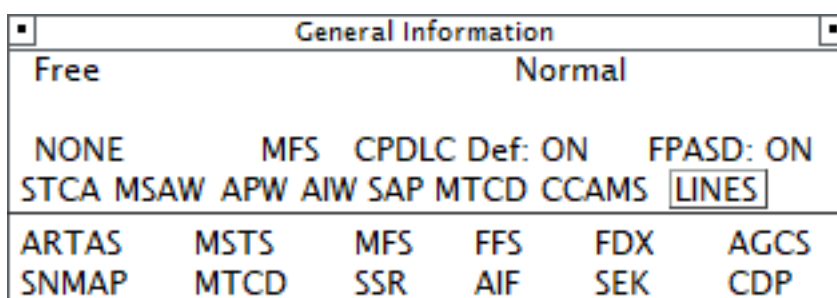 General Information
Free Normal
NONE MFS CPDLC Def: ON FPASD: ON
STCA MSAW APW AIW SAP MTCD CCAMS LINES
ARTAS MSTS MFS FFS FDX AGCS
SNMAP MTCD SSR AIF SEK CDP